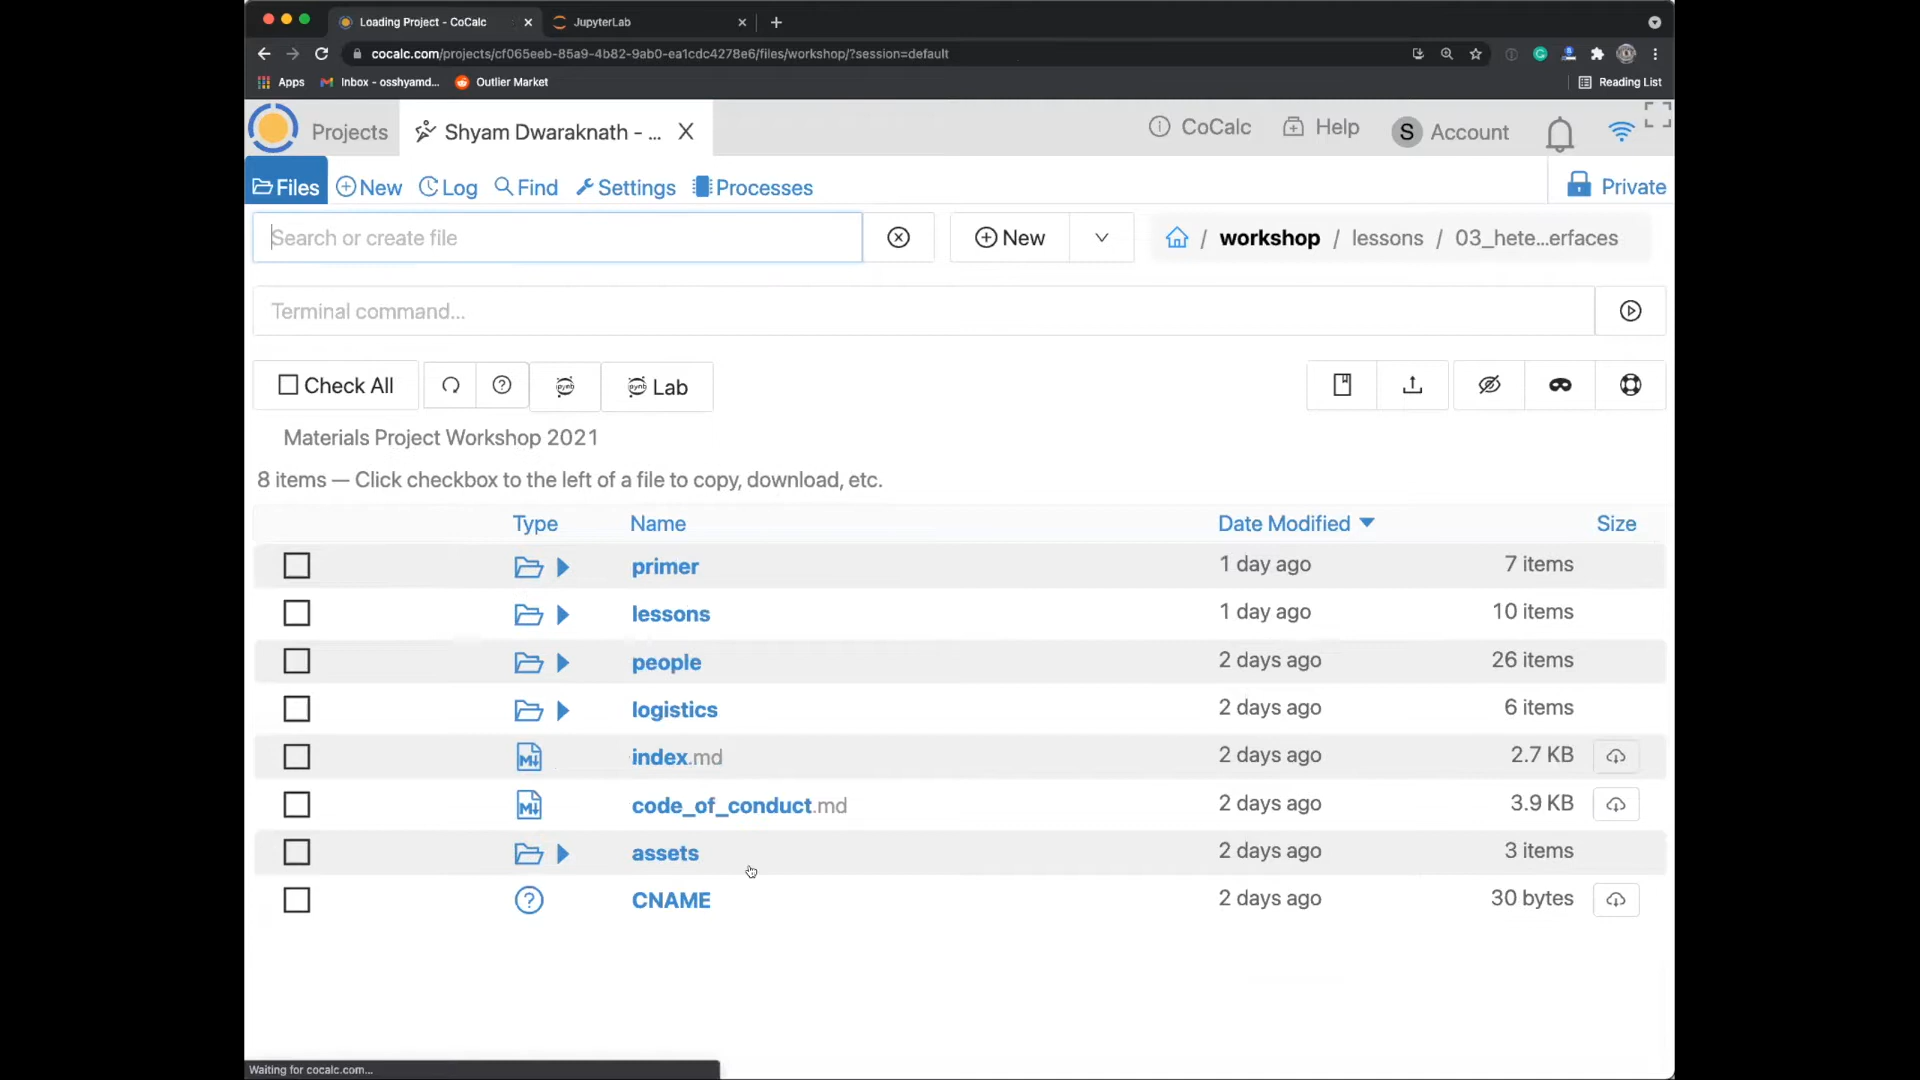 Loading Project - CoCalc
JupyterLab
cocalc.com/projects/cf065eeb-85a9-4b82-9ab0-ea1cdc4278e6/files/workshop/?session=default
Apps
Inbox - osshyamd...
Outlier Market
Reading List
Projects
Shyam Dwaraknath - ...
CoCalc
Help
S
Account
Files
New
Log
Find
Settings
Processes
Private
Search or create file
New
/ workshop / lessons / 03_hete...erfaces
Terminal command...
Check All
Lab
Materials Project Workshop 2021
8 items — Click checkbox to the left of a file to copy, download, etc.
Type Name Date Modified Size
primer 1 day ago 7 items
lessons 1 day ago 10 items
people 2 days ago 26 items
logistics 2 days ago 6 items
index.md 2 days ago 2.7 KB
code_of_conduct.md 2 days ago 3.9 KB
assets 2 days ago 3 items
CNAME 2 days ago 30 bytes
Waiting for cocalc.com...